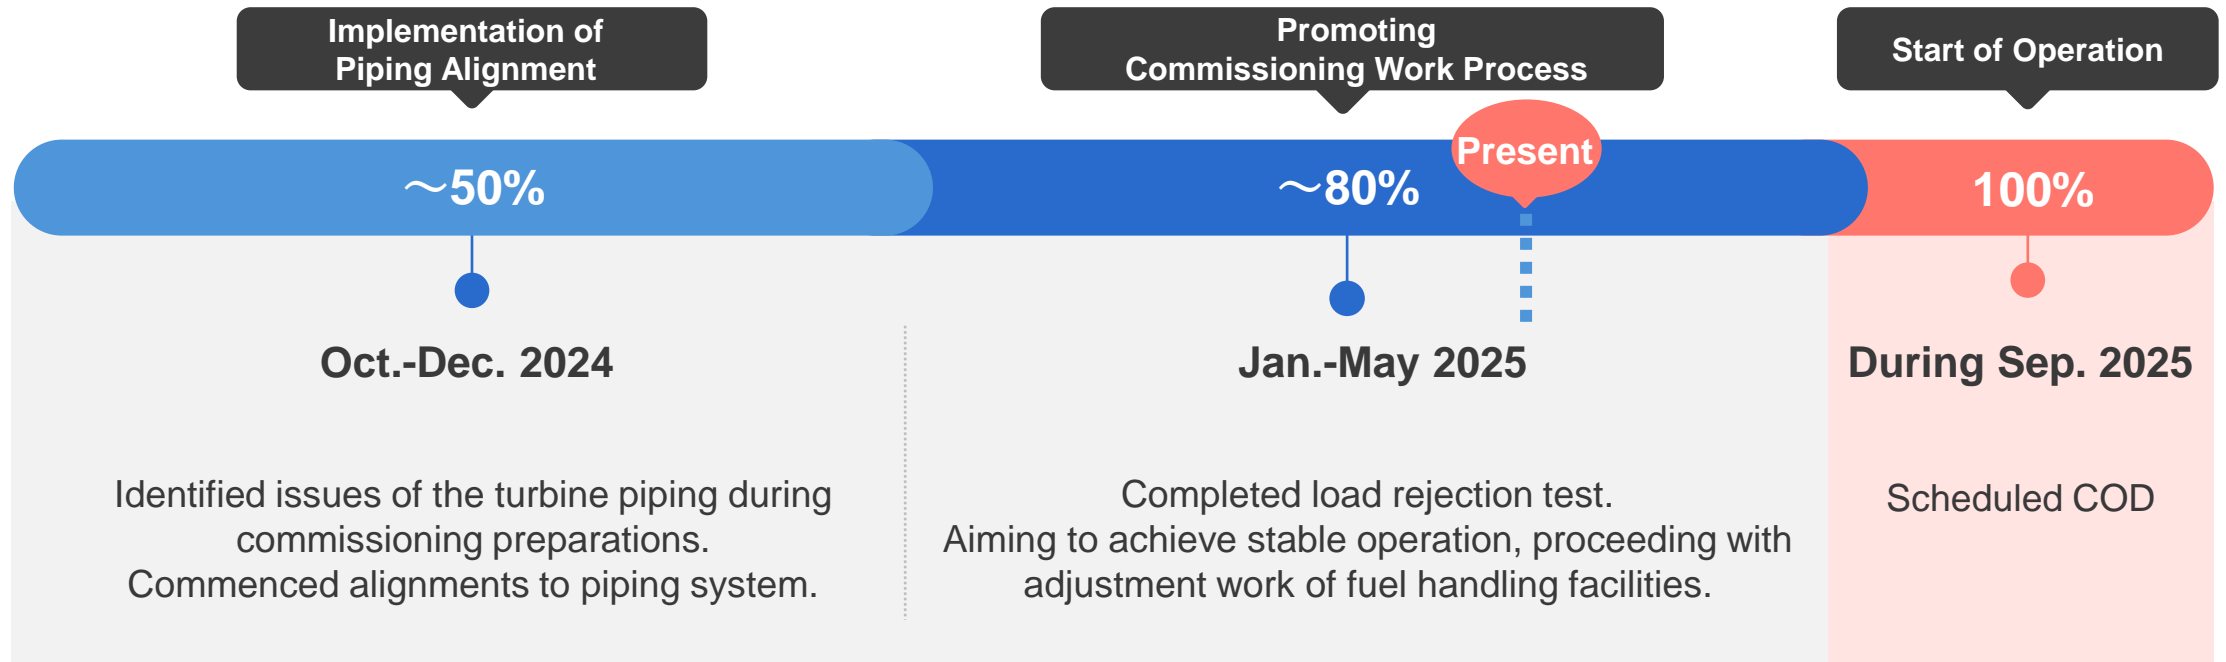 Implementation of
Piping Alignment
Promoting
Commissioning Work Process
Start of Operation
Present
～50%
～80%
100%
Oct.-Dec. 2024
Jan.-May 2025
During Sep. 2025
Identified issues of the turbine piping during
commissioning preparations.
Commenced alignments to piping system.
Completed load rejection test.
Aiming to achieve stable operation, proceeding with
adjustment work of fuel handling facilities.
Scheduled COD